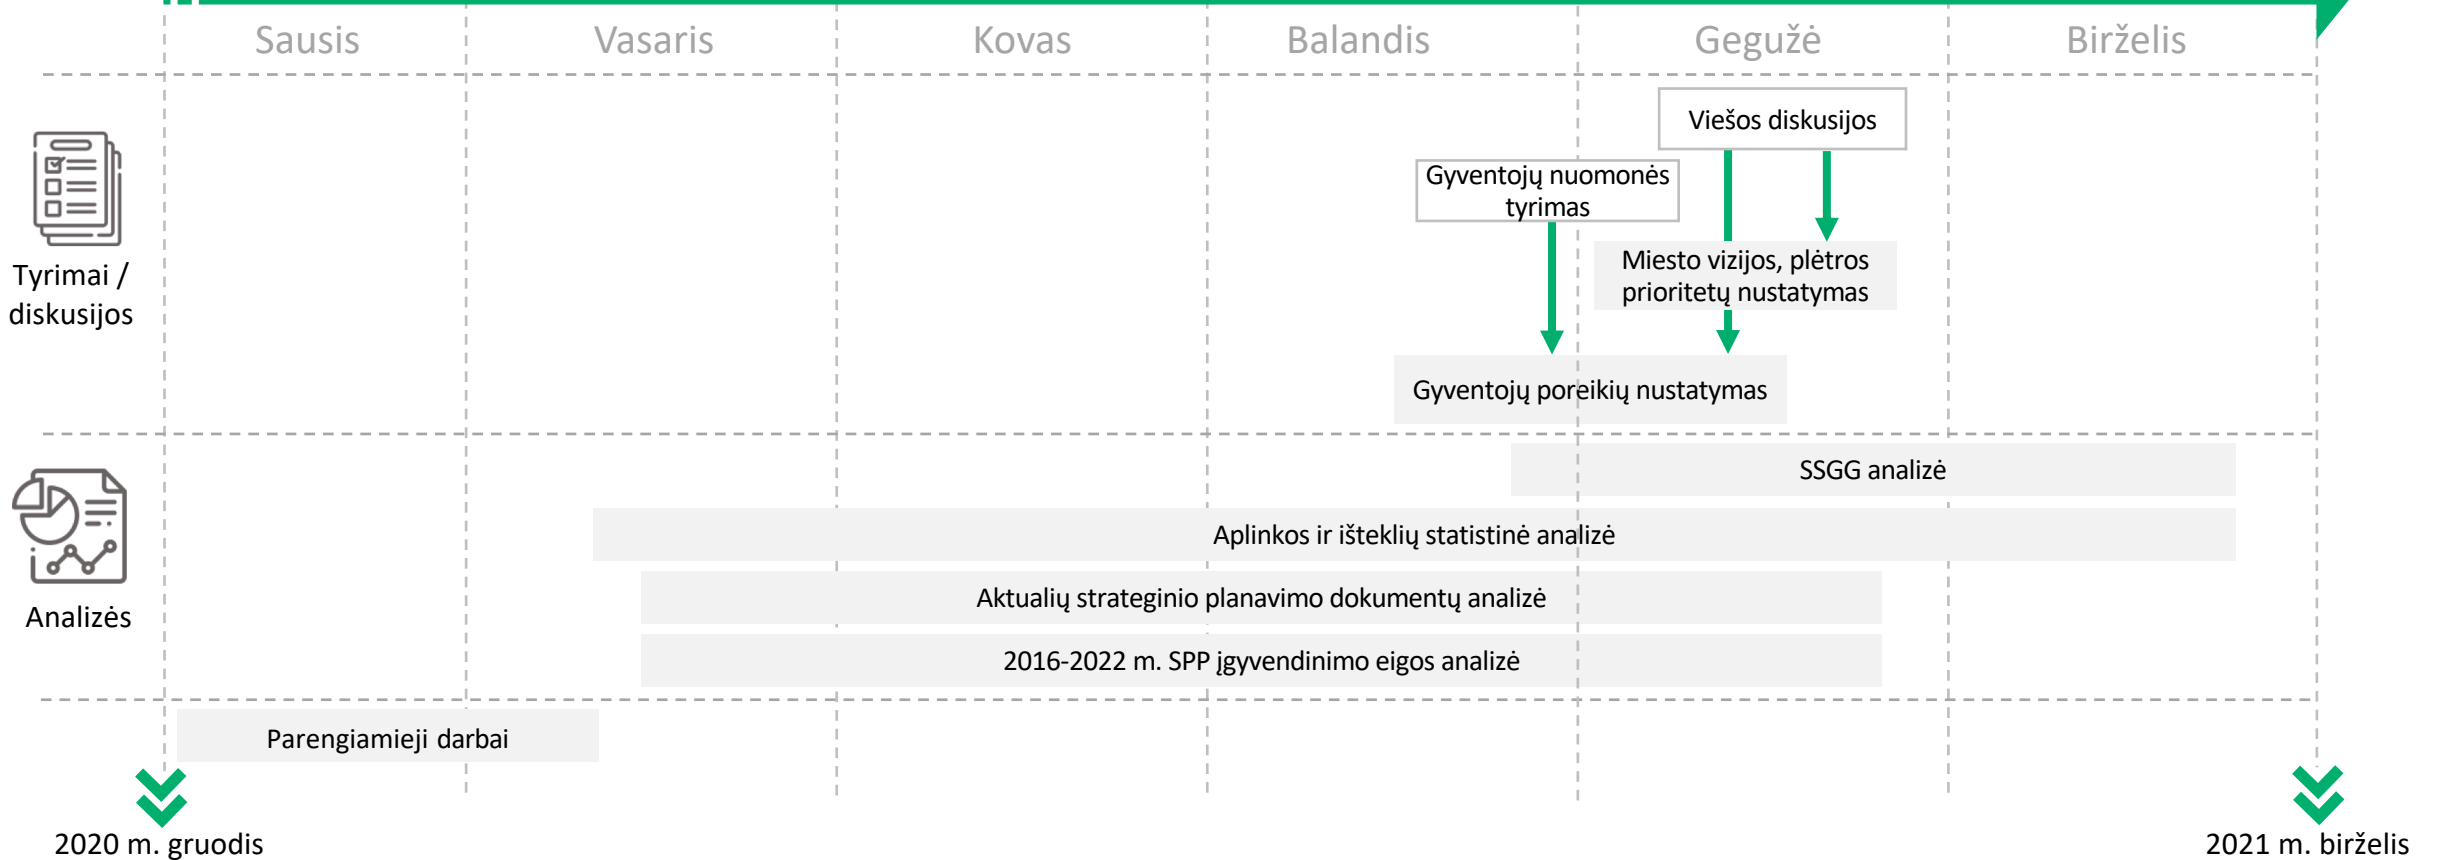 Sausis
Vasaris
Kovas
Balandis
Gegužė
Birželis
Viešos diskusijos
Gyventojų nuomonės
tyrimas
Tyrimai /
diskusijos
Miesto vizijos, plėtros
prioritetų nustatymas
Gyventojų poreikių nustatymas
SSGG analizė
Aplinkos ir išteklių statistinė analizė
Aktualių strateginio planavimo dokumentų analizė
Analizės
2016-2022 m. SPP įgyvendinimo eigos analizė
Parengiamieji darbai
2020 m. gruodis
2021 m. birželis